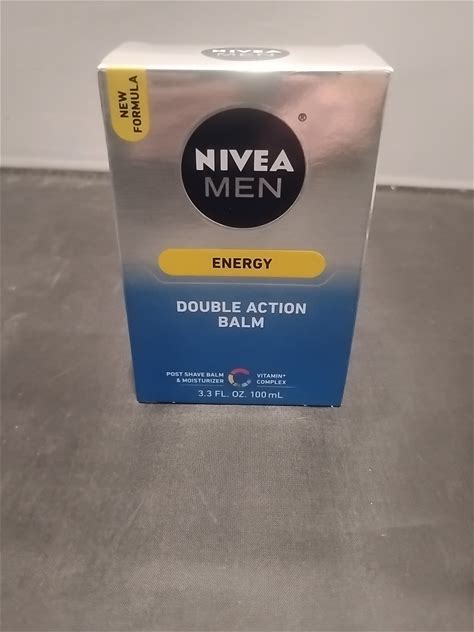 NIVEA
MEN
NEW
FORMULA
NIVEA
MEN
®
ENERGY
DOUBLE ACTION
BALM
POST SHAVE BALM
& MOISTURIZER
VITAMIN+
COMPLEX
3.3 FL. OZ. 100 mL